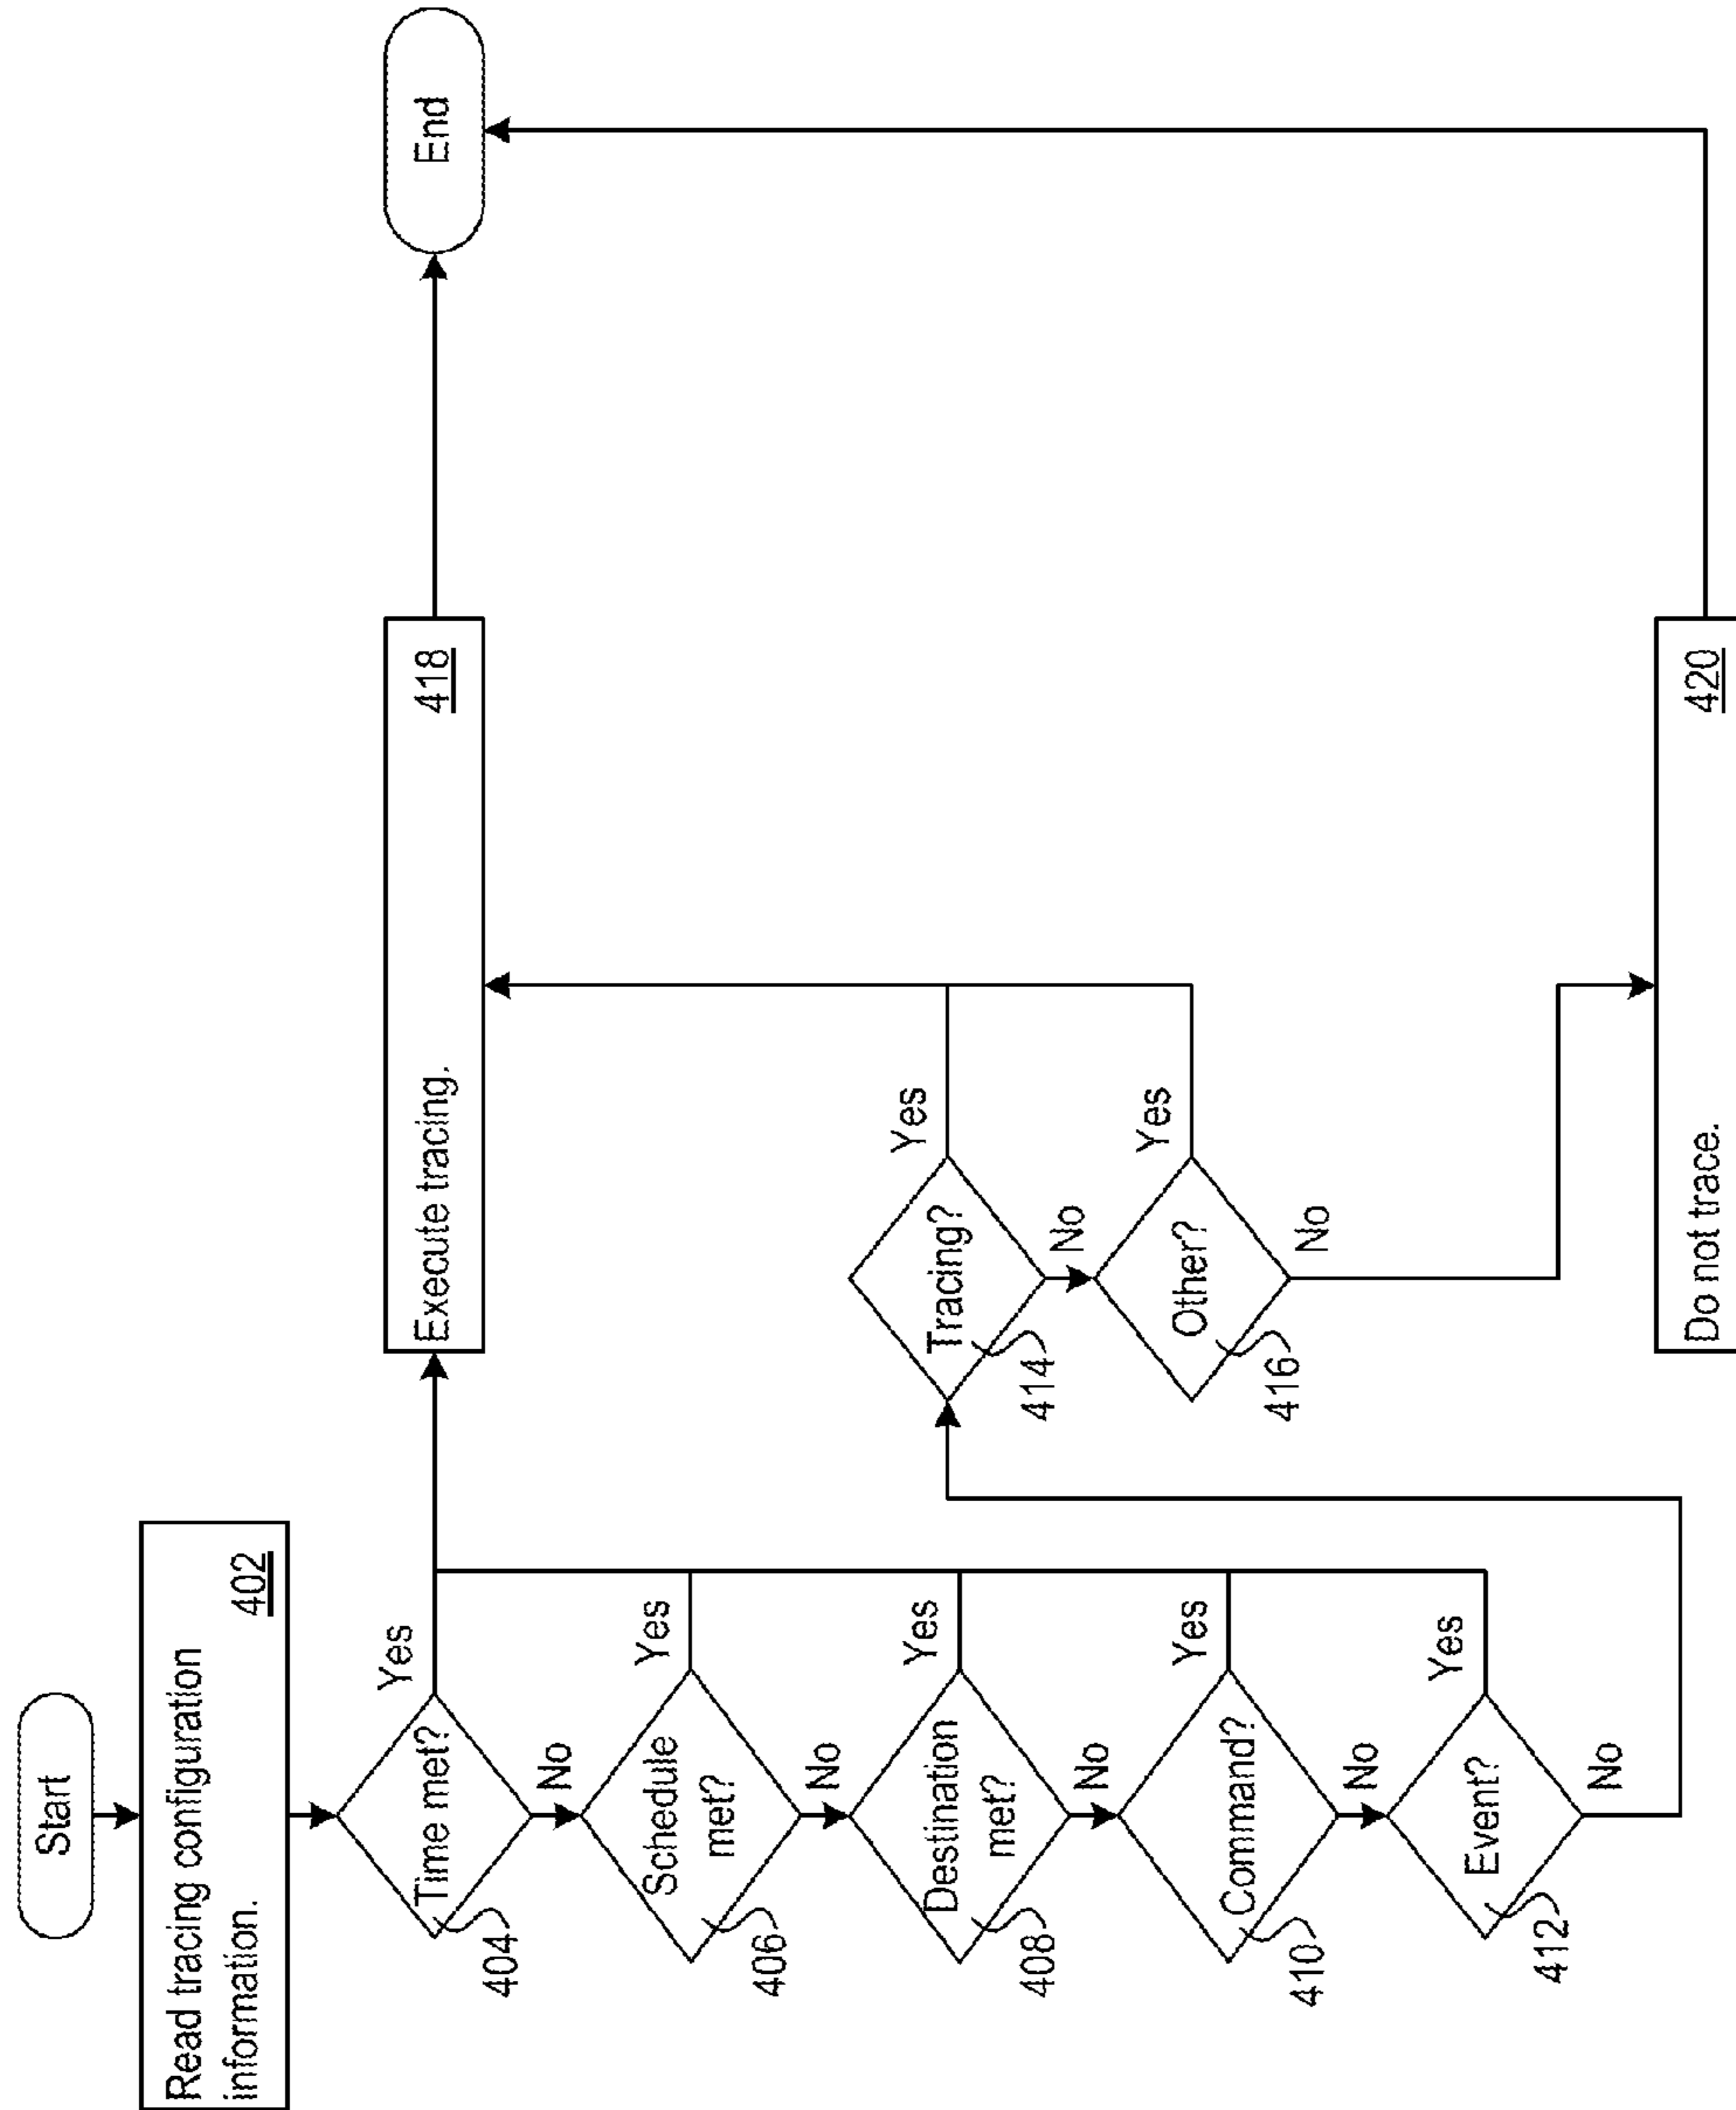 Start
Read tracing configuration
information.
402
Time met?
Yes
404
No
Schedule
met?
Yes
406
No
Destination
met?
Yes
408
No
Command?
Yes
410
No
Event?
Yes
412
No
Tracing?
Yes
414
No
Other?
Yes
416
No
Execute tracing.
418
Do not trace.
420
End